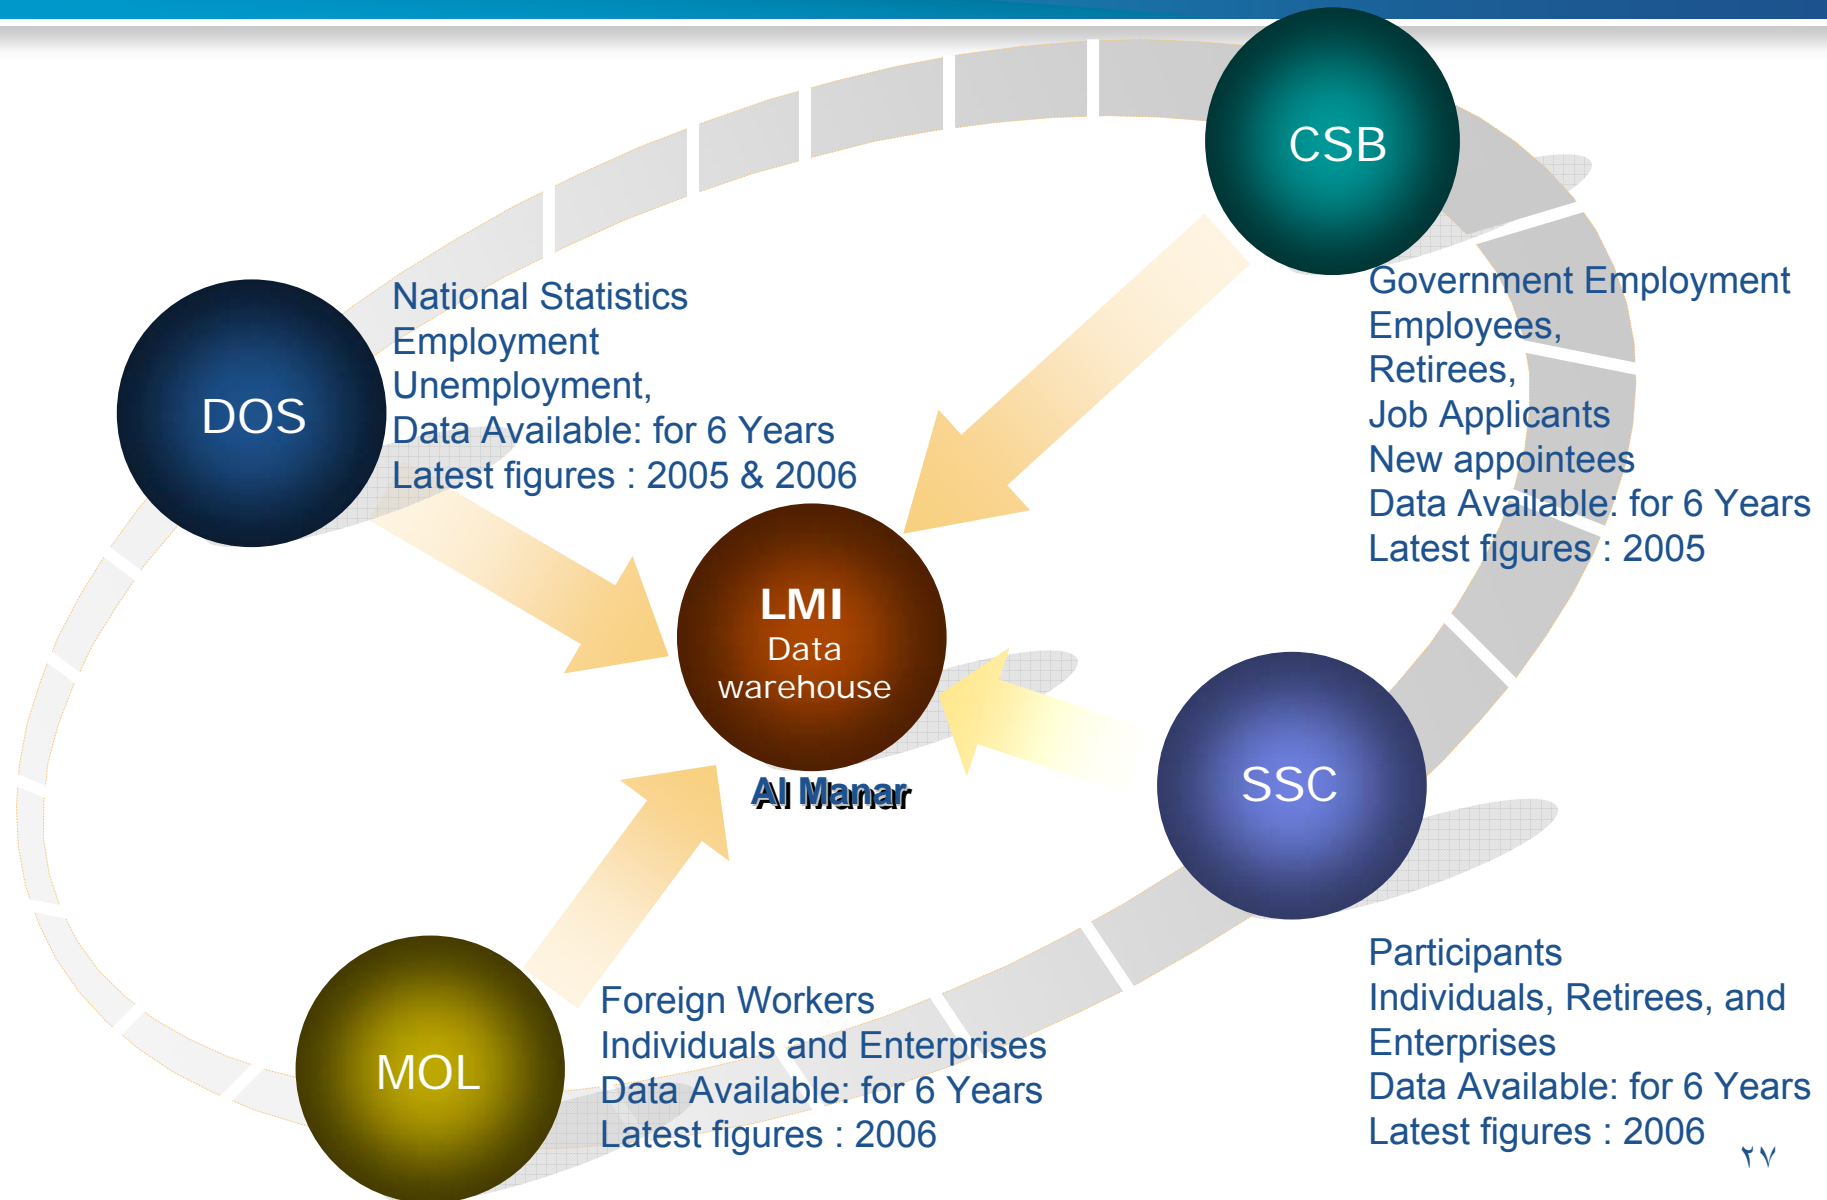 CSB
Government Employment
Employees,
Retirees,
Job Applicants
New appointees
Data Available: for 6 Years
Latest figures : 2005
DOS
National Statistics
Employment
Unemployment,
Data Available: for 6 Years
Latest figures : 2005 & 2006
LMI
Data
warehouse
Al Manar
SSC
Participants
Individuals, Retirees, and
Enterprises
Data Available: for 6 Years
Latest figures : 2006
MOL
Foreign Workers
Individuals and Enterprises
Data Available: for 6 Years
Latest figures : 2006
٢٧